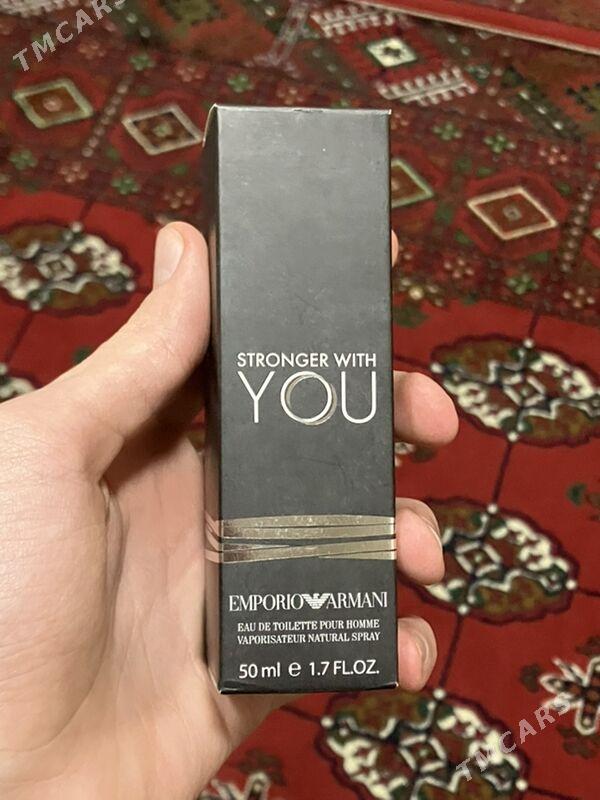 TMCARS
STRONGER WITH
YOU
EMPORIO ARMANI
EAU DE TOILETTE POUR HOMME
VAPORISATEUR NATURAL SPRAY
50 ml e 1.7 FL.OZ.
TMCARS